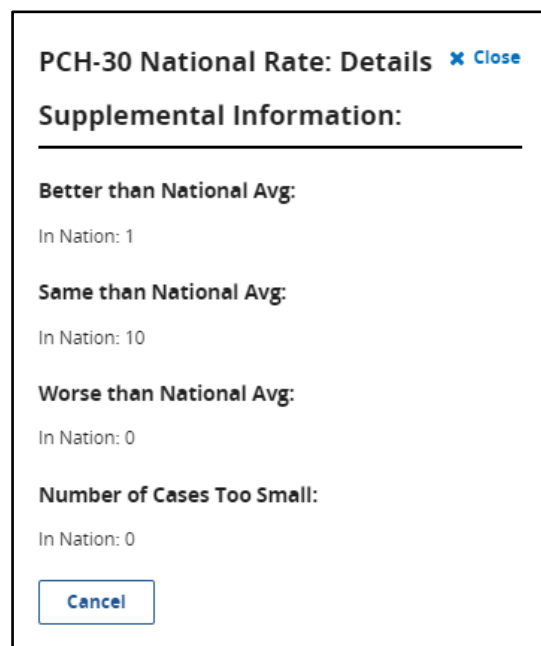 PCH-30 National Rate: Details ✖ Close
Supplemental Information:
Better than National Avg:
In Nation: 1
Same than National Avg:
In Nation: 10
Worse than National Avg:
In Nation: 0
Number of Cases Too Small:
In Nation: 0
Cancel